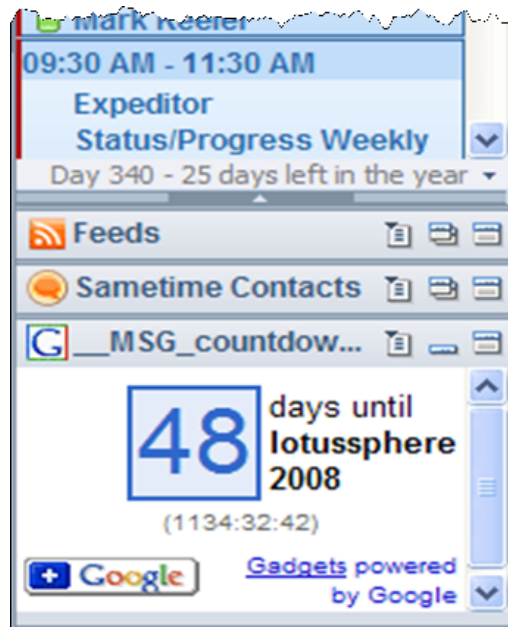 Mark Keeler
09:30 AM - 11:30 AM
Expeditor
Status/Progress Weekly
Day 340 - 25 days left in the year
Feeds
Sametime Contacts
G __MSG_countdow...
48 days until
lotussphere
2008
(1134:32:42)
Google
Gadgets powered
by Google